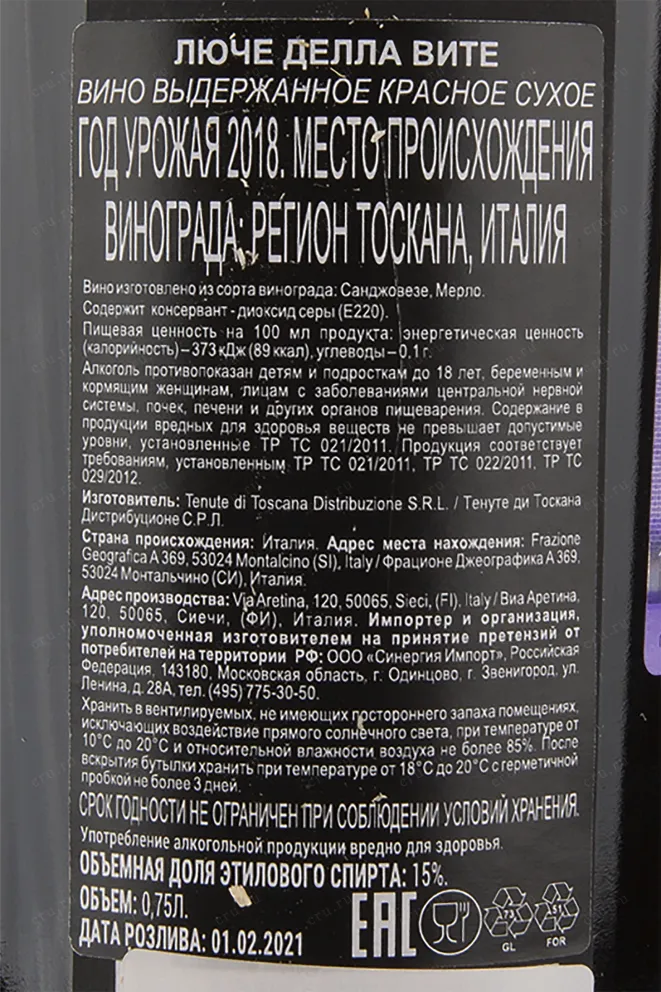 ЛЮЧЕ ДЕЛЛА ВИТЕ
ВИНО ВЫДЕРЖАННОЕ КРАСНОЕ СУХОЕ
ГОД УРОЖАЯ 2018. МЕСТО ПРОИСХОЖДЕНИЯ
ВИНОГРАДА: РЕГИОН ТОСКАНА, ИТАЛИЯ
Вино изготовлено из сорта винограда: Санджовезе, Мерло.
Содержит консервант - диоксид серы (Е220).
Пищевая ценность на 100 мл продукта: энергетическая ценность
(калорийность) – 373 кДж (89 ккал), углеводы – 0.1 г.
Алкоголь противопоказан детям и подросткам до 18 лет, беременным и
кормящим женщинам, лицам с заболеваниями центральной нервной
системы, почек, печени и других органов пищеварения. Содержание в
продукции вредных для здоровья веществ не превышает допустимые
уровни, установленные ТР ТС 021/2011. Продукция соответствует
требованиям, установленным ТР ТС 021/2011, ТР ТС 022/2011, ТР ТС
029/2012.
Изготовитель: Tenute di Toscana Distribuzione S.R.L. / Тенуте ди Тоскана
Дистрибуционе С.Р.Л.
Страна происхождения: Италия. Адрес места нахождения: Frazione
Geografica A 369, 53024 Montalcino (SI), Italy / Фрационе Джеографика А 369,
53024 Монтальчино (СИ), Италия.
Адрес производства: Via Aretina, 120, 50065, Sieci, (FI), Italy / Виа Аретина,
120, 50065, Сиечи, (ФИ), Италия. Импортер и организация,
уполномоченная изготовителем на принятие претензий от
потребителей на территории РФ: ООО «Синергия Импорт», Российская
Федерация, 143180, Московская область, г. Одинцово, г. Звенигород, ул.
Ленина, д. 28А, тел. (495) 775-30-50.
Хранить в вентилируемых, не имеющих постороннего запаха помещениях,
исключающих воздействие прямого солнечного света, при температуре от
10°C до 20°C и относительной влажности воздуха не более 85%. После
вскрытия бутылки хранить при температуре от 18°C до 20°C с герметичной
пробкой не более 3 дней.
СРОК ГОДНОСТИ НЕ ОГРАНИЧЕН ПРИ СОБЛЮДЕНИИ УСЛОВИЙ ХРАНЕНИЯ.
Употребление алкогольной продукции вредно для здоровья.
ОБЪЕМНАЯ ДОЛЯ ЭТИЛОВОГО СПИРТА: 15%.
ОБЪЕМ: 0,75Л.
ДАТА РОЗЛИВА: 01.02.2021
EAC
73
GL
51
FOR